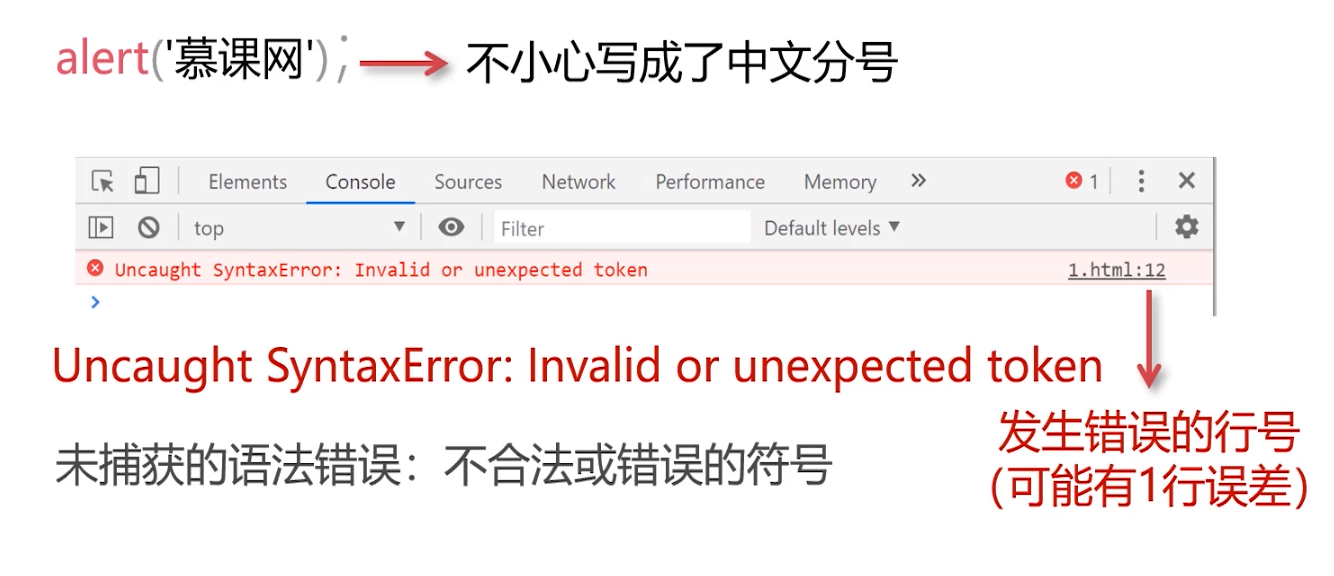 alert('慕课网')；
不小心写成了中文分号
Elements Console Sources Network Performance Memory » 1
top Filter Default levels
Uncaught SyntaxError: Invalid or unexpected token 1.html:12
>
Uncaught SyntaxError: Invalid or unexpected token
未捕获的语法错误：不合法或错误的符号
发生错误的行号
(可能有1行误差)